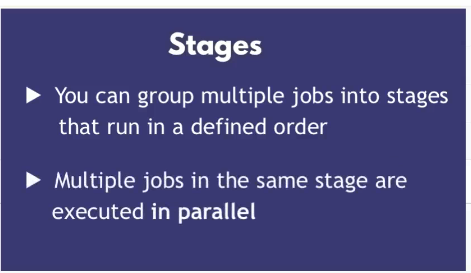 Stages
▶ You can group multiple jobs into stages
that run in a defined order
▶ Multiple jobs in the same stage are
executed in parallel